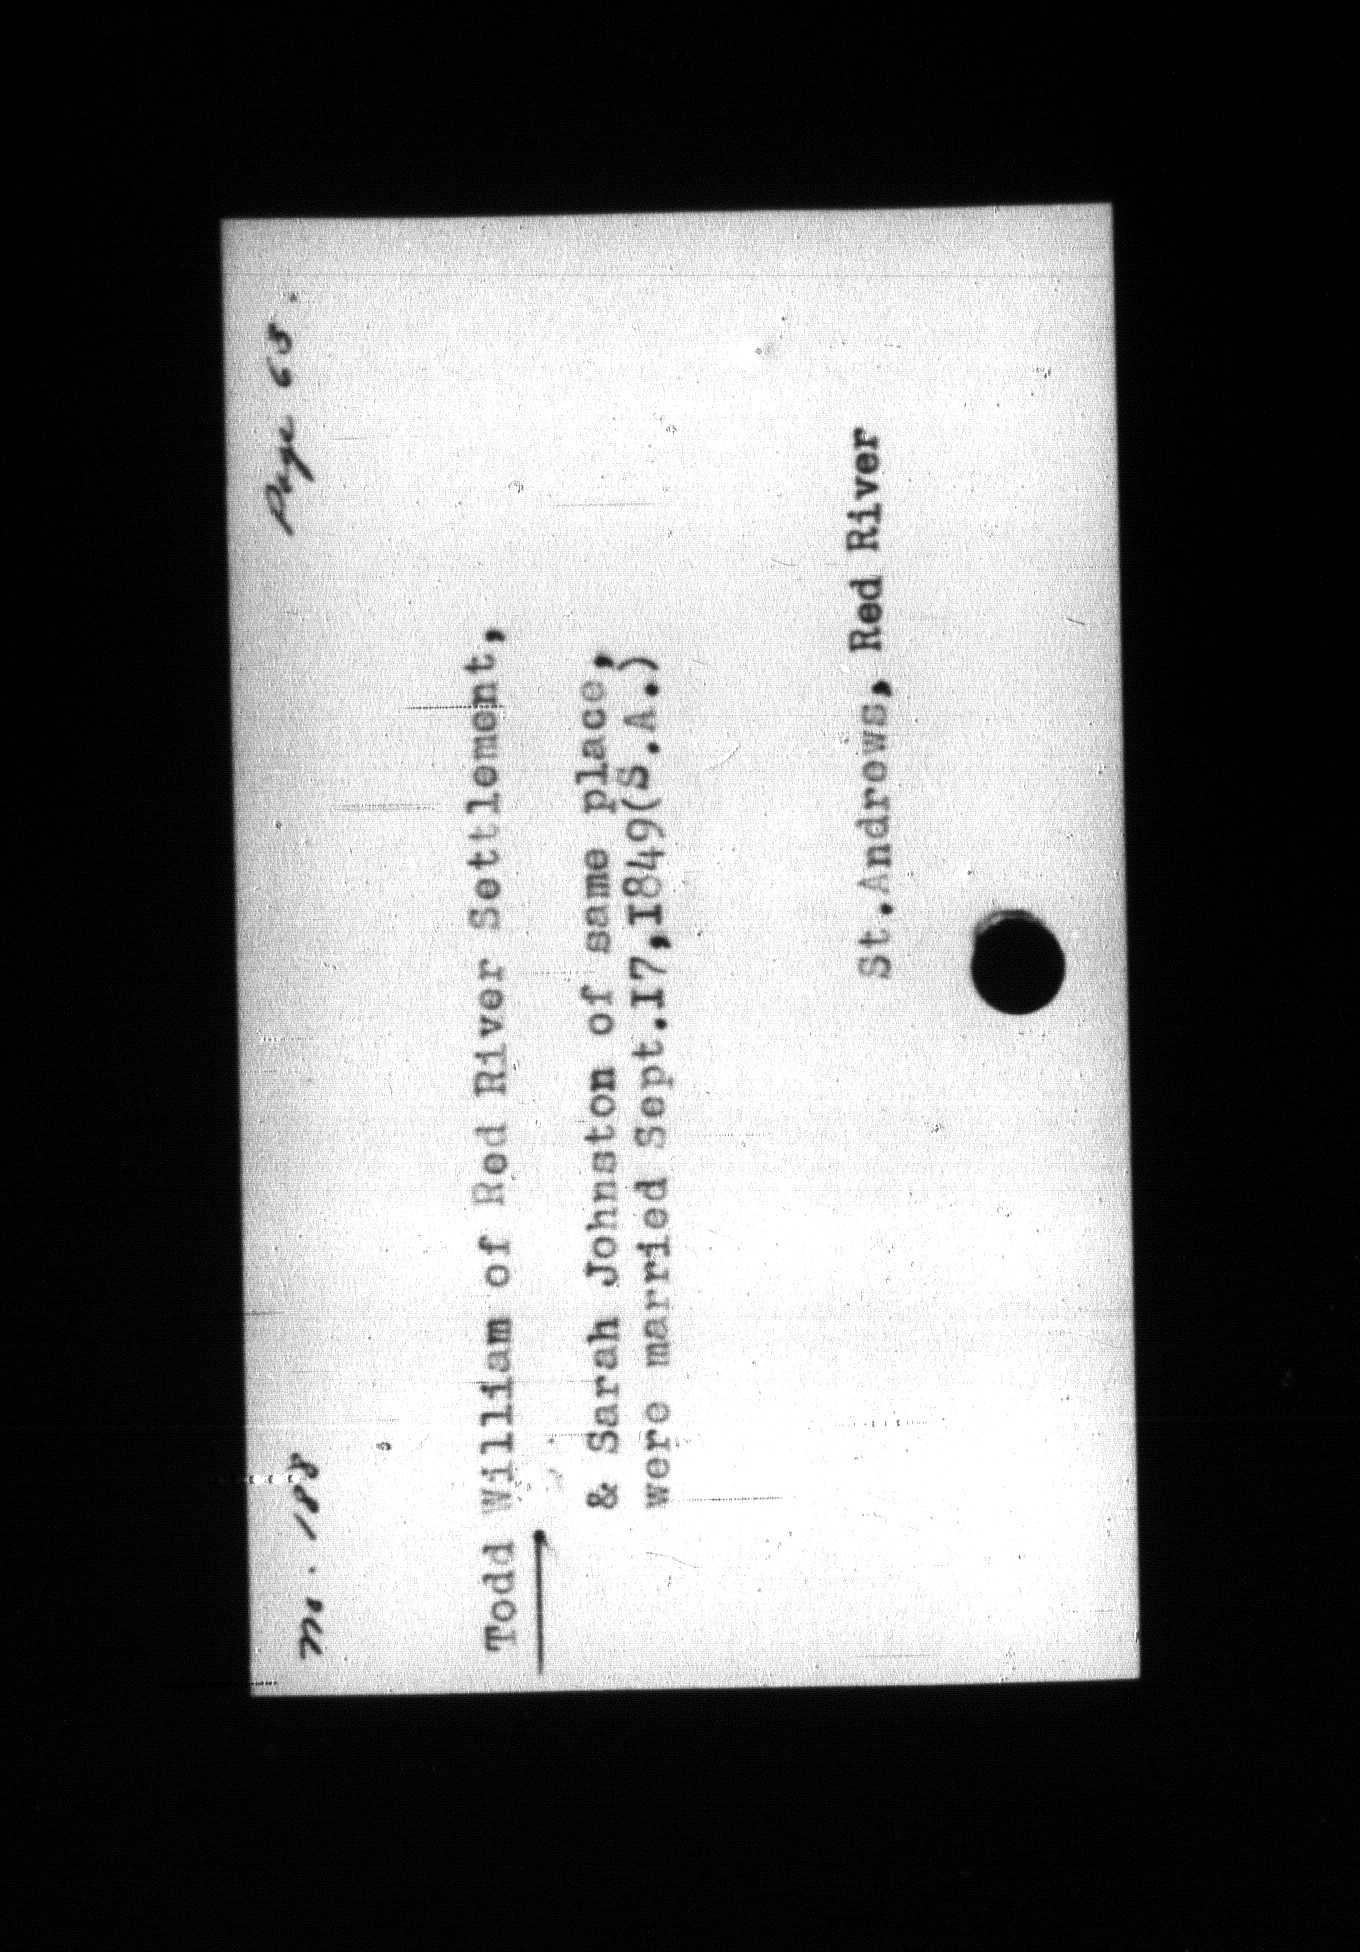 M. 188 Page 65.
Todd William of Red River Settlement,
& Sarah Johnston of same place,
were married Sept.17,1849(S.A.)
St.Andrews, Red River